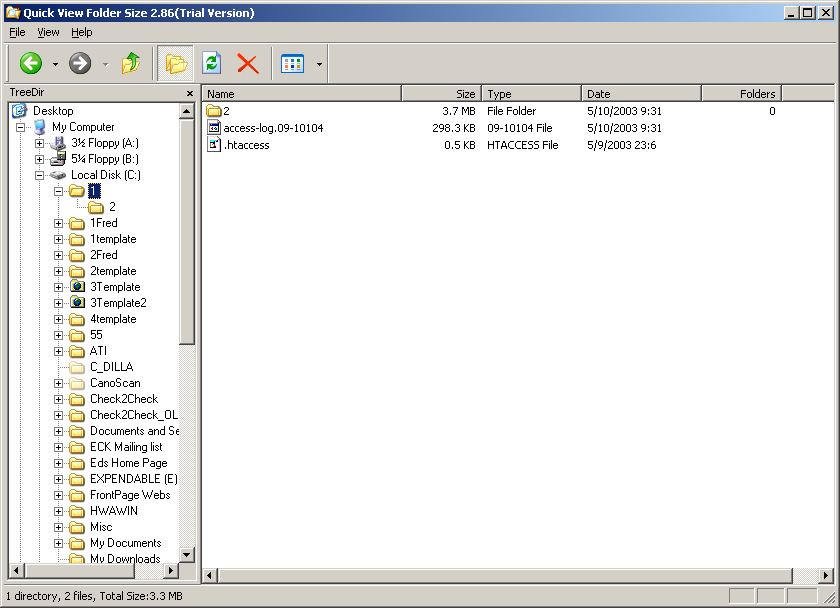 Quick View Folder Size 2.86(Trial Version)
File View Help
TreeDir
Name Size Type Date Folders
2 3.7 MB File Folder 5/10/2003 9:31 0
access-log.09-10104 298.3 KB 09-10104 File 5/10/2003 9:31
.htaccess 0.5 KB HTACCESS File 5/9/2003 23:6
Desktop
My Computer
3½ Floppy (A:)
5¼ Floppy (B:)
Local Disk (C:)
1
2
1Fred
1template
2Fred
2template
3Template
3Template2
4template
55
ATI
C_DILLA
CanoScan
Check2Check
Check2Check_OL
Documents and Se
ECK Mailing list
Eds Home Page
EXPENDABLE (E)
FrontPage Webs
HWAWIN
Misc
My Documents
My Downloads
1 directory, 2 files, Total Size:3.3 MB